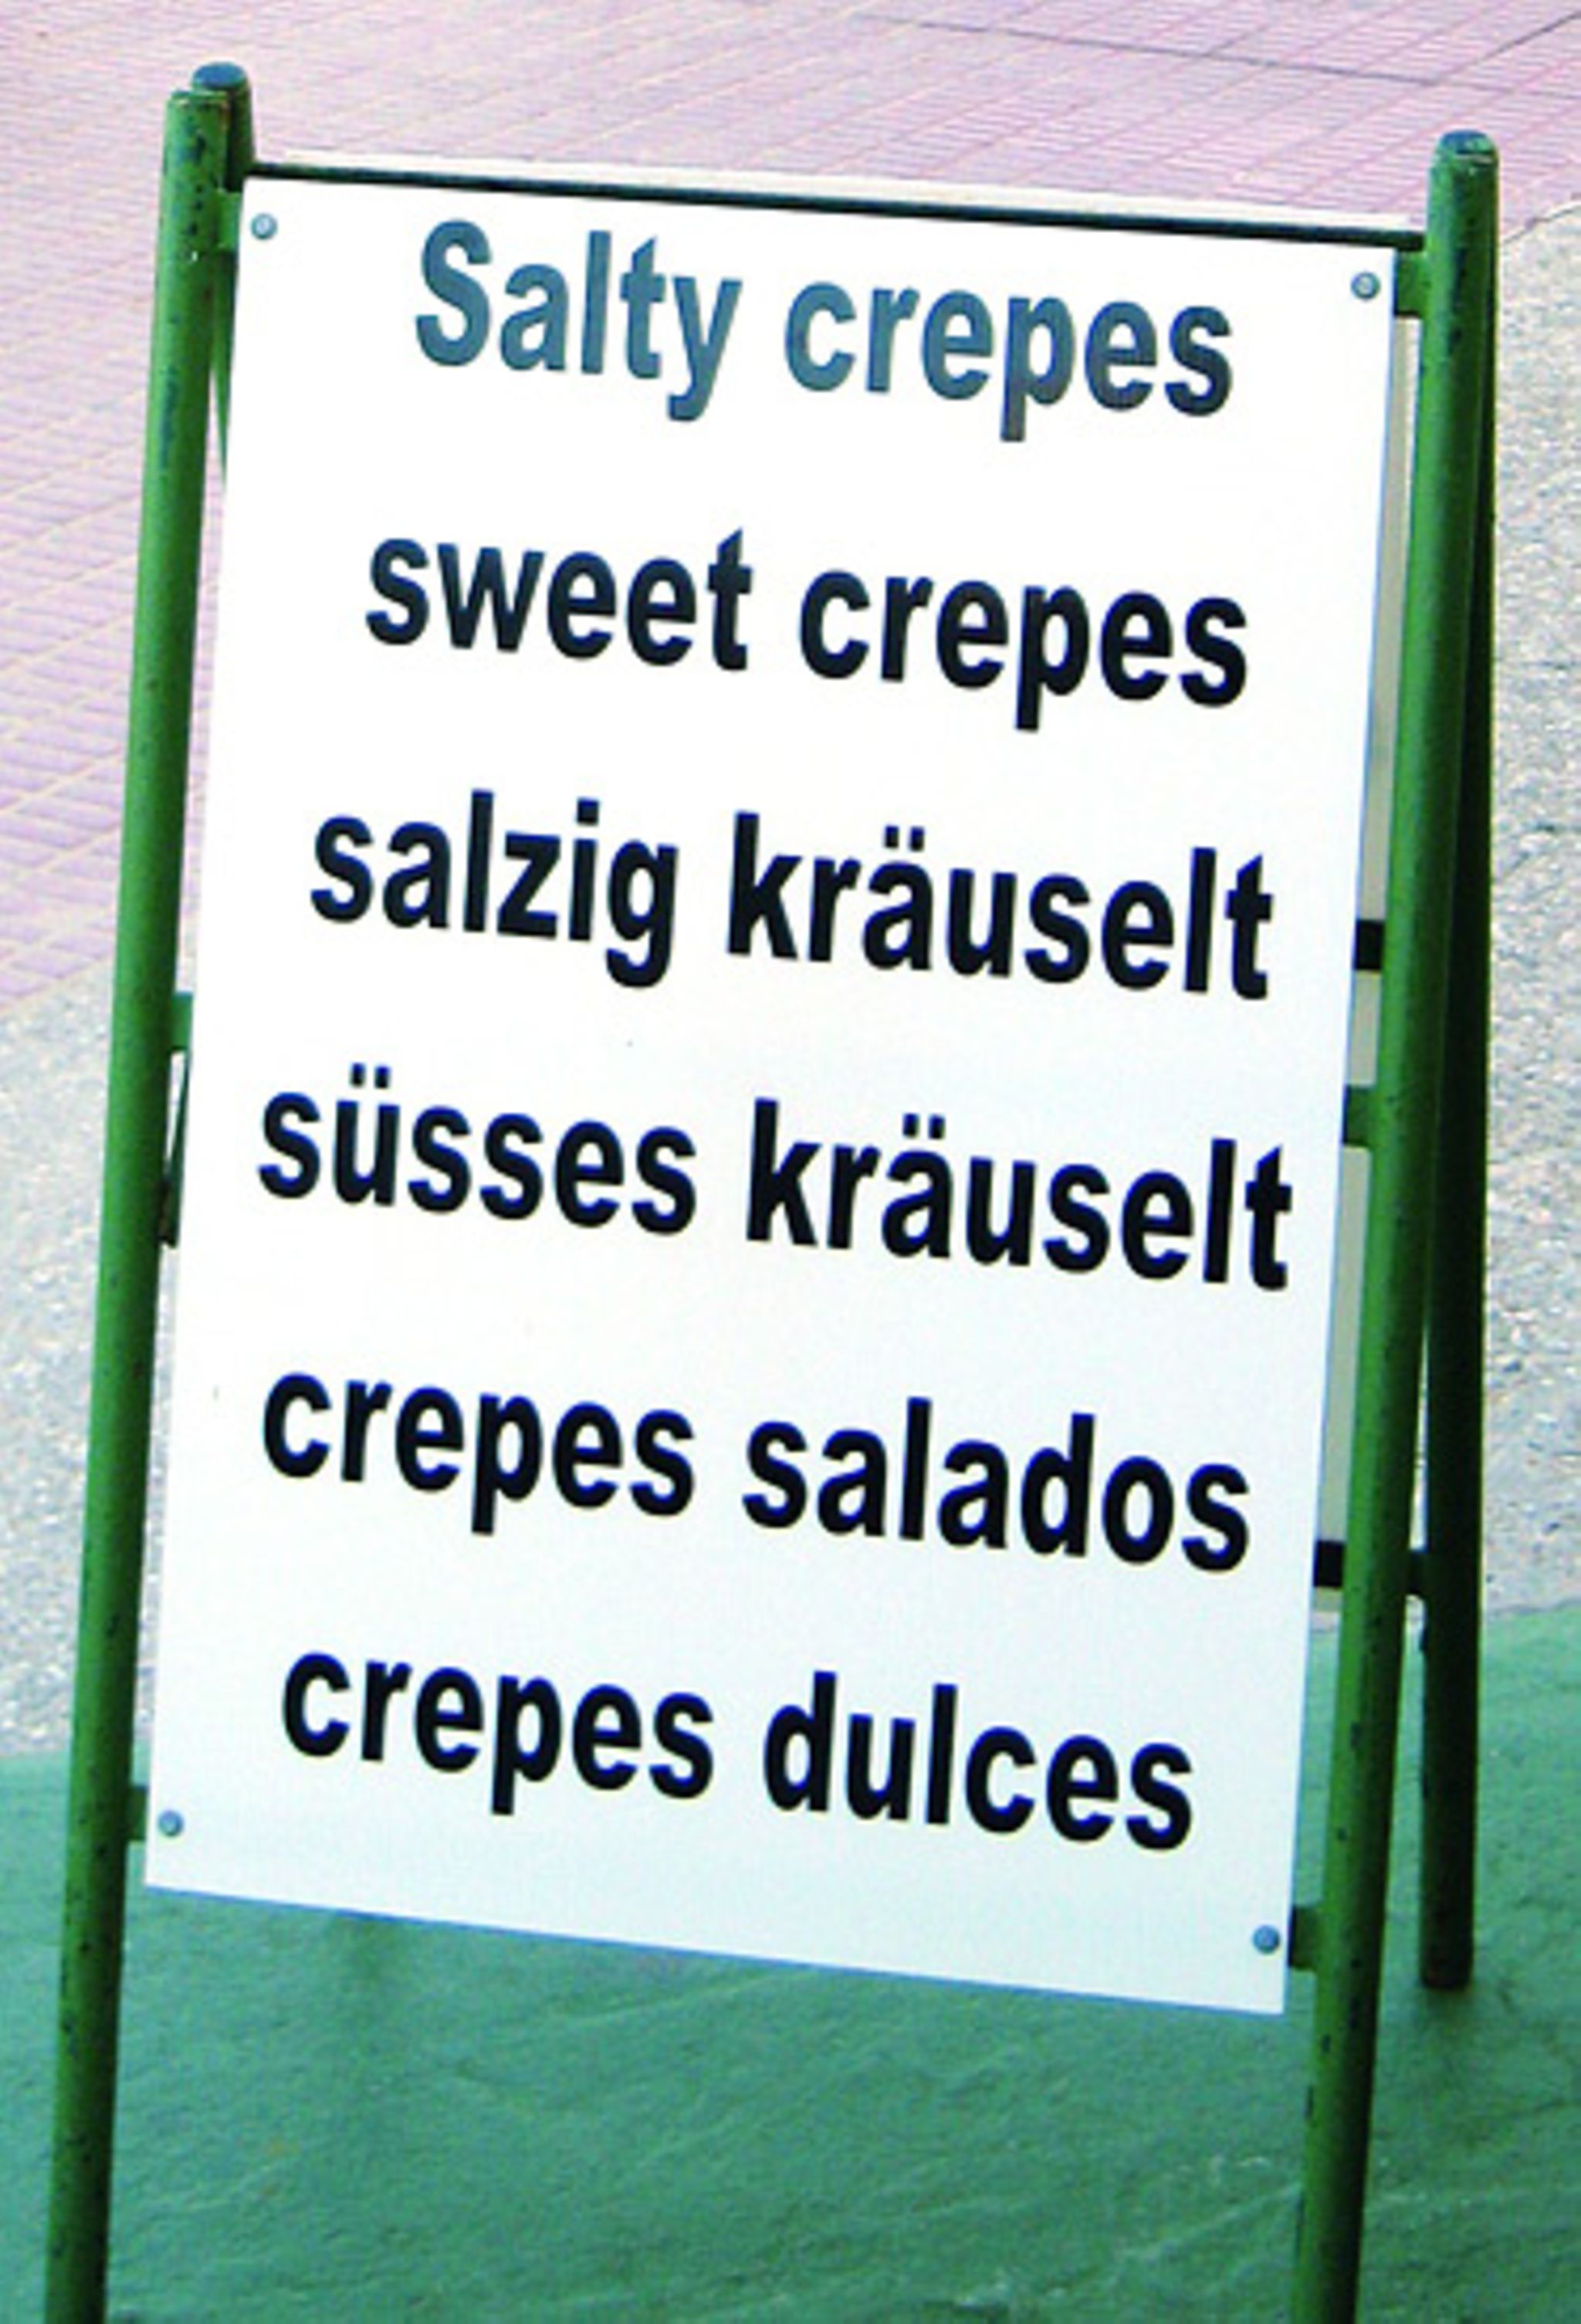 Salty crepes
sweet crepes
salzig kräuselt
süsses kräuselt
crepes salados
crepes dulces